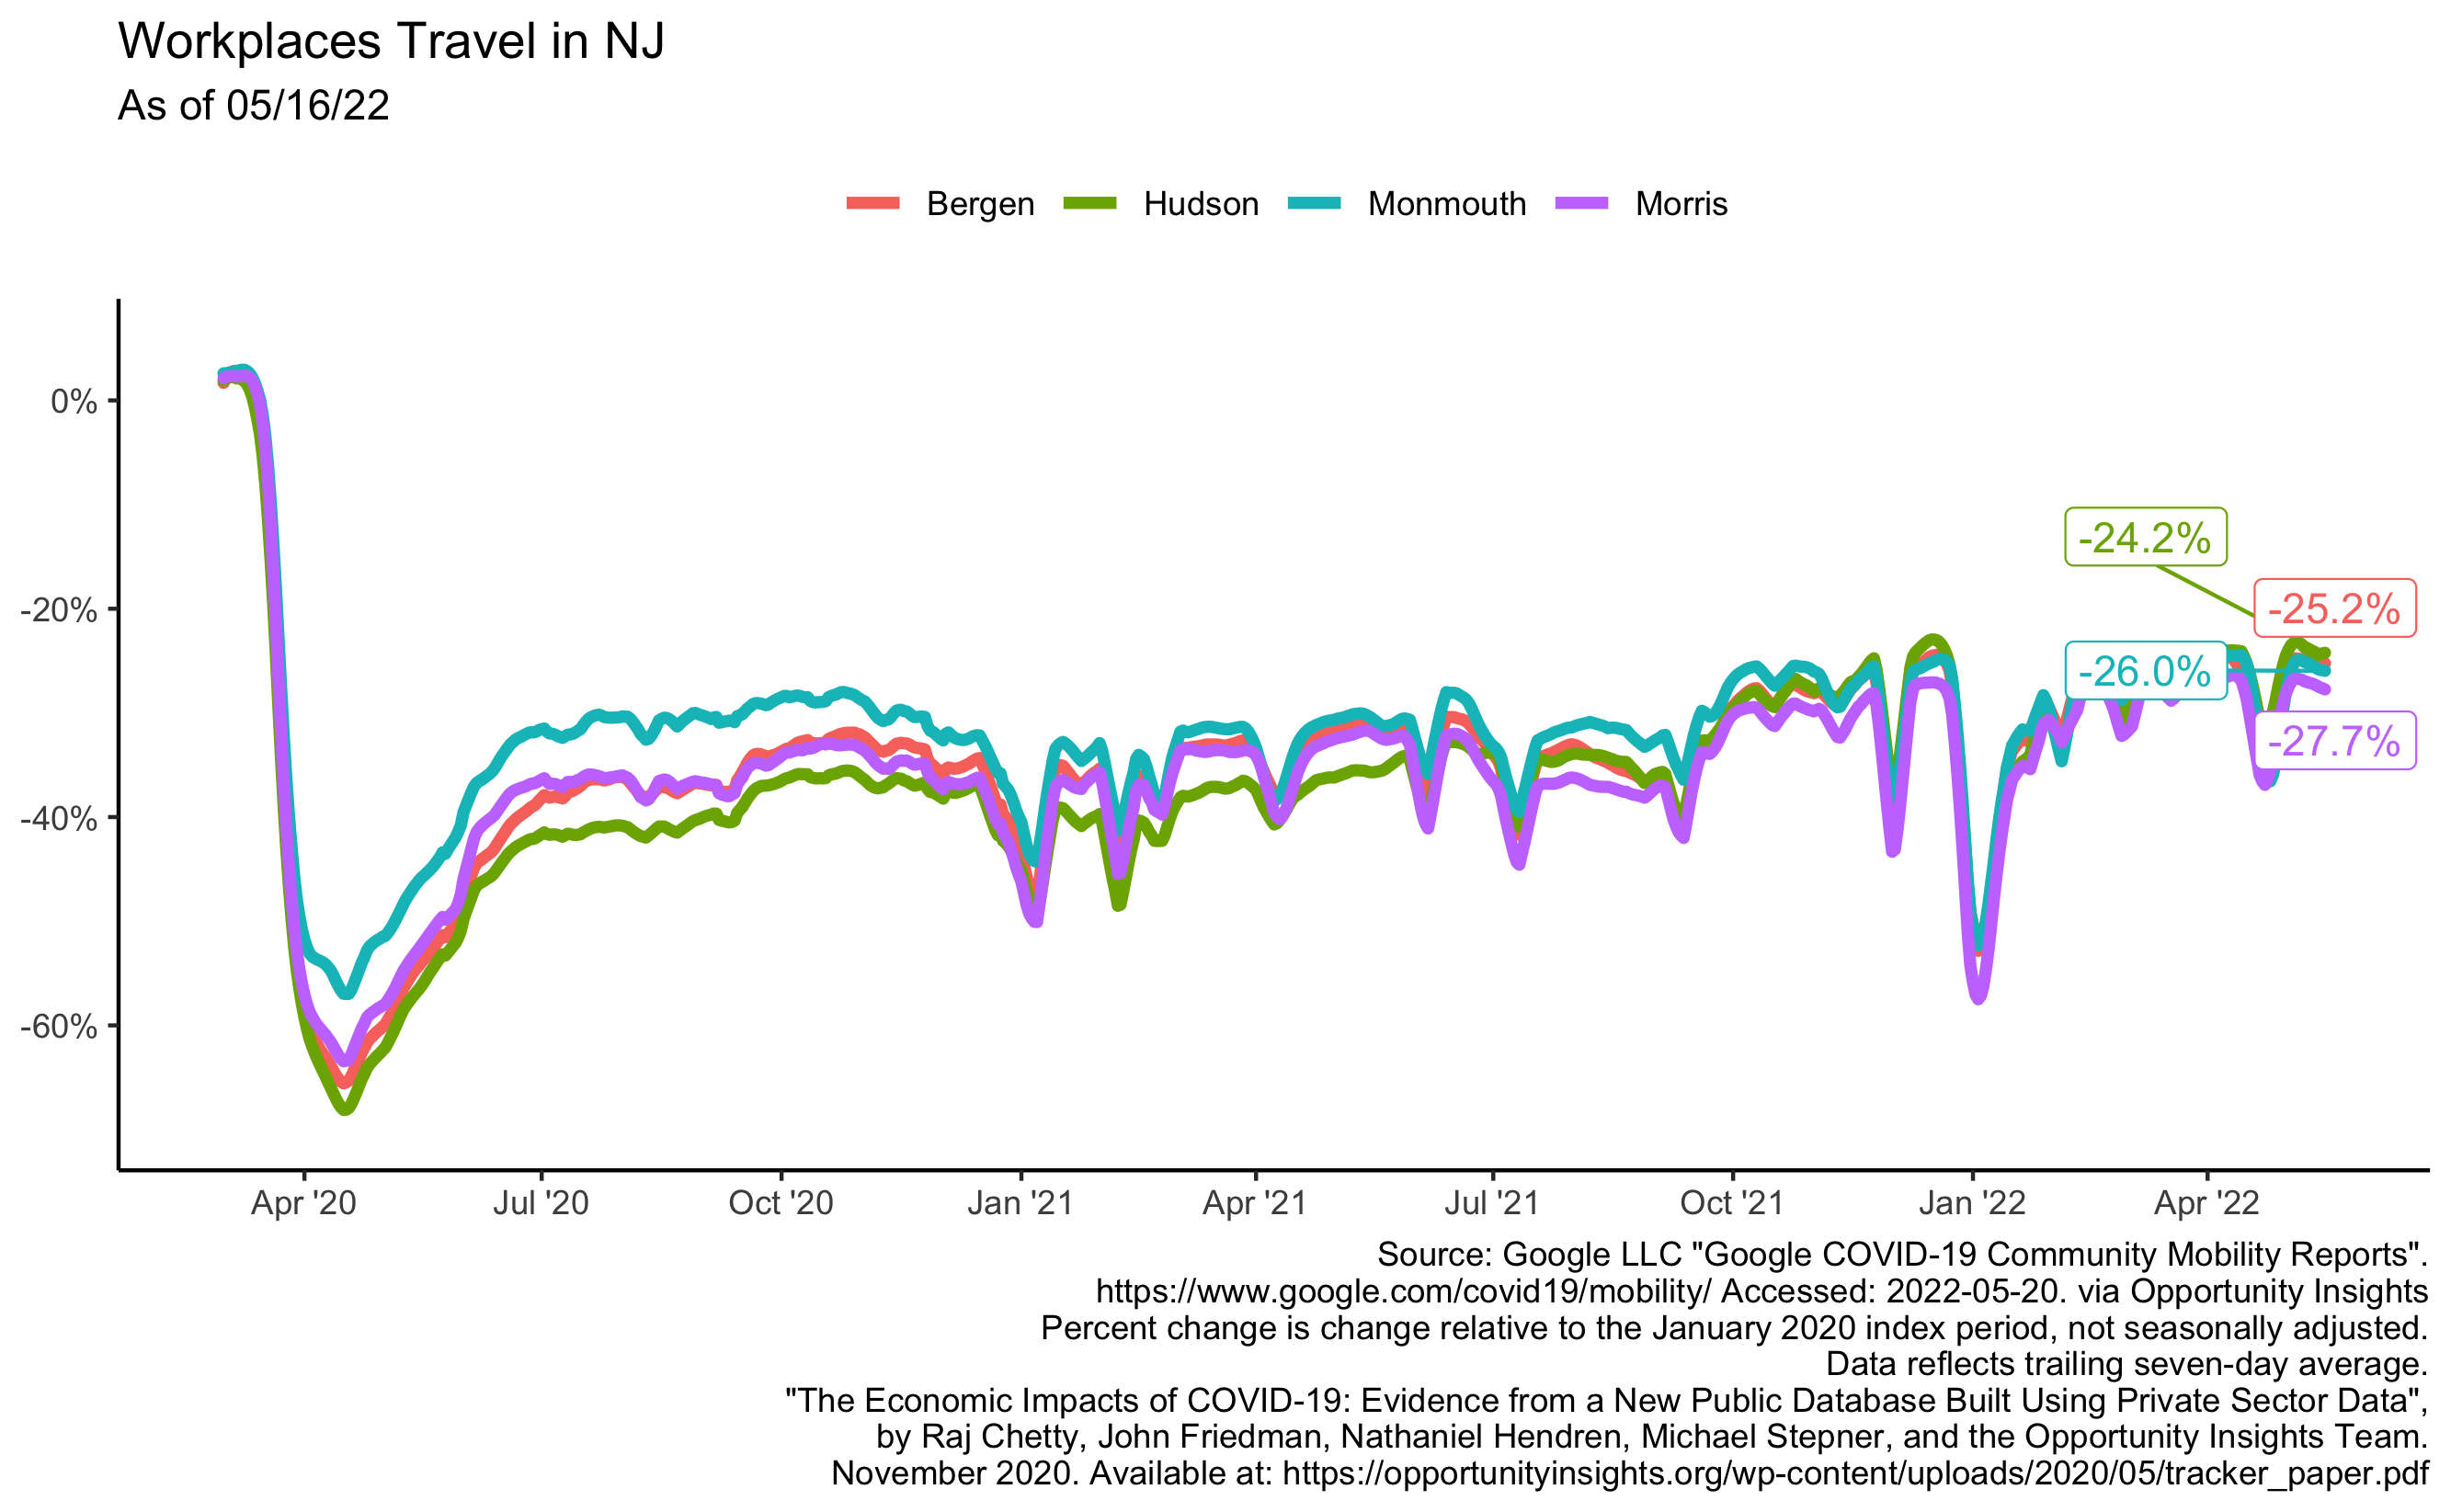 Workplaces Travel in NJ
As of 05/16/22
Bergen Hudson Monmouth Morris
0%
-20%
-40%
-60%
-24.2%
-25.2%
-26.0%
-27.7%
Apr '20 Jul '20 Oct '20 Jan '21 Apr '21 Jul '21 Oct '21 Jan '22 Apr '22
Source: Google LLC "Google COVID-19 Community Mobility Reports".
https://www.google.com/covid19/mobility/ Accessed: 2022-05-20. via Opportunity Insights
Percent change is change relative to the January 2020 index period, not seasonally adjusted.
Data reflects trailing seven-day average.
"The Economic Impacts of COVID-19: Evidence from a New Public Database Built Using Private Sector Data",
by Raj Chetty, John Friedman, Nathaniel Hendren, Michael Stepner, and the Opportunity Insights Team.
November 2020. Available at: https://opportunityinsights.org/wp-content/uploads/2020/05/tracker_paper.pdf